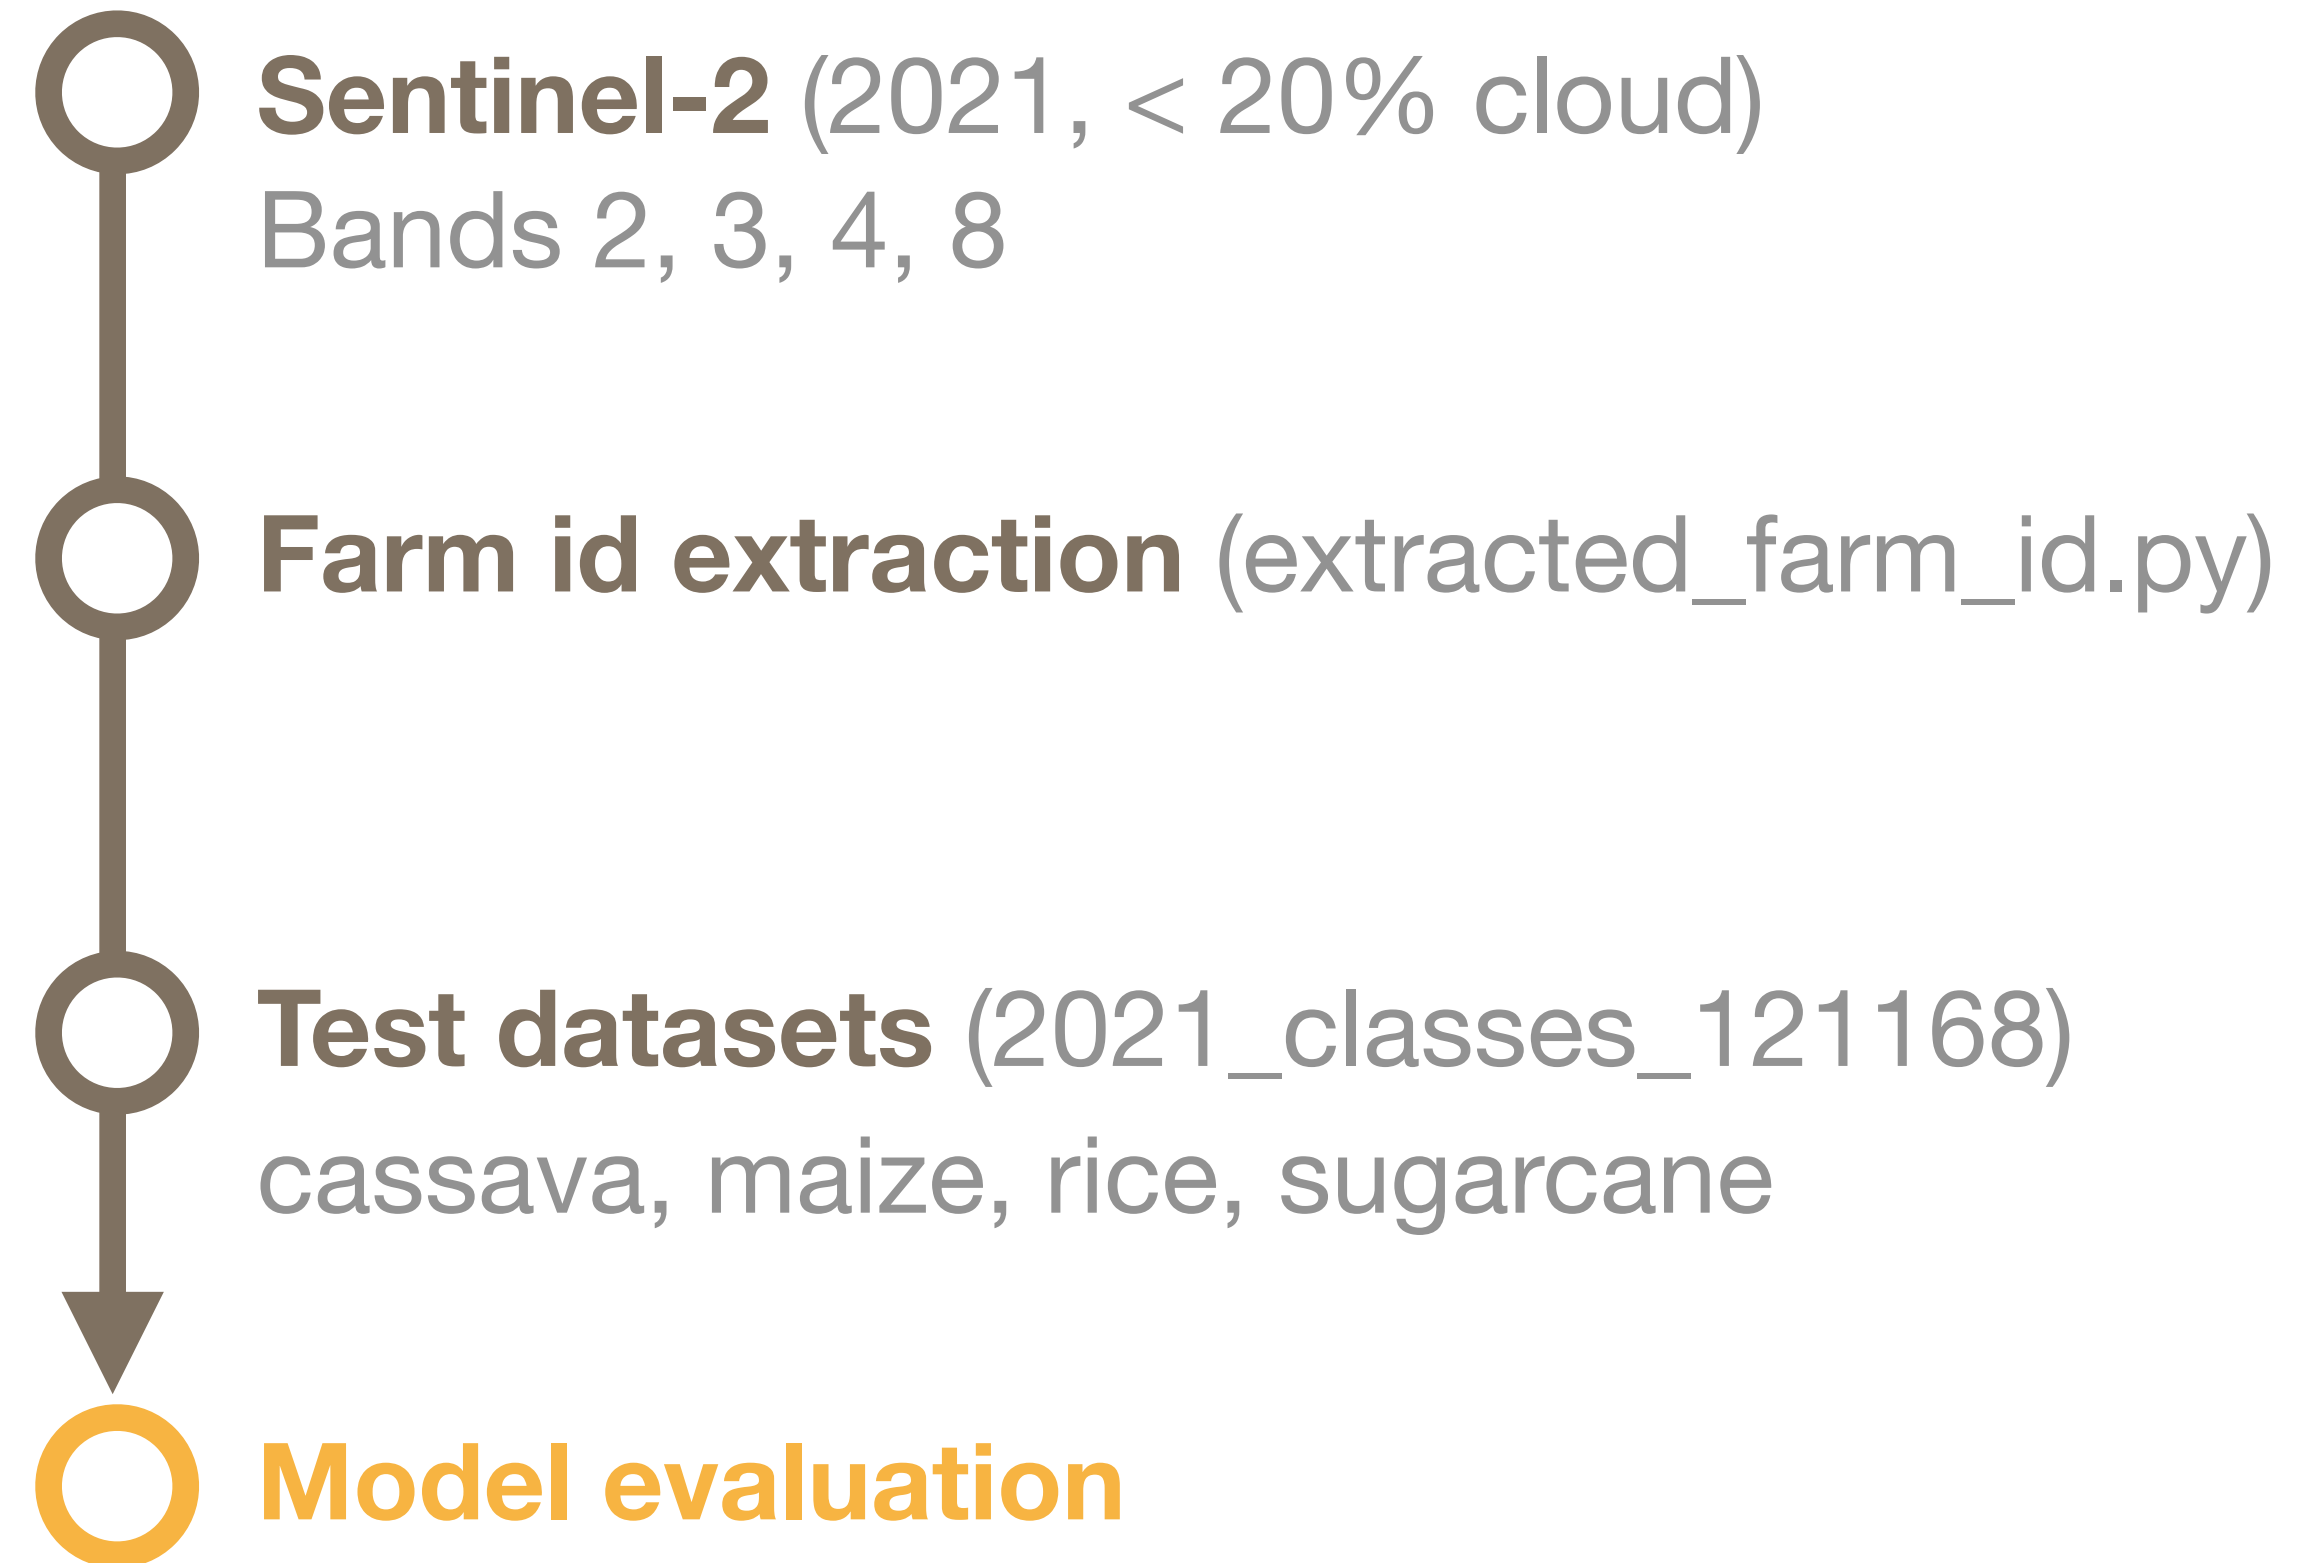 Sentinel-2 (2021, < 20% cloud)
Bands 2, 3, 4, 8
Farm id extraction (extracted_farm_id.py)
Test datasets (2021_classes_121168)
cassava, maize, rice, sugarcane
Model evaluation